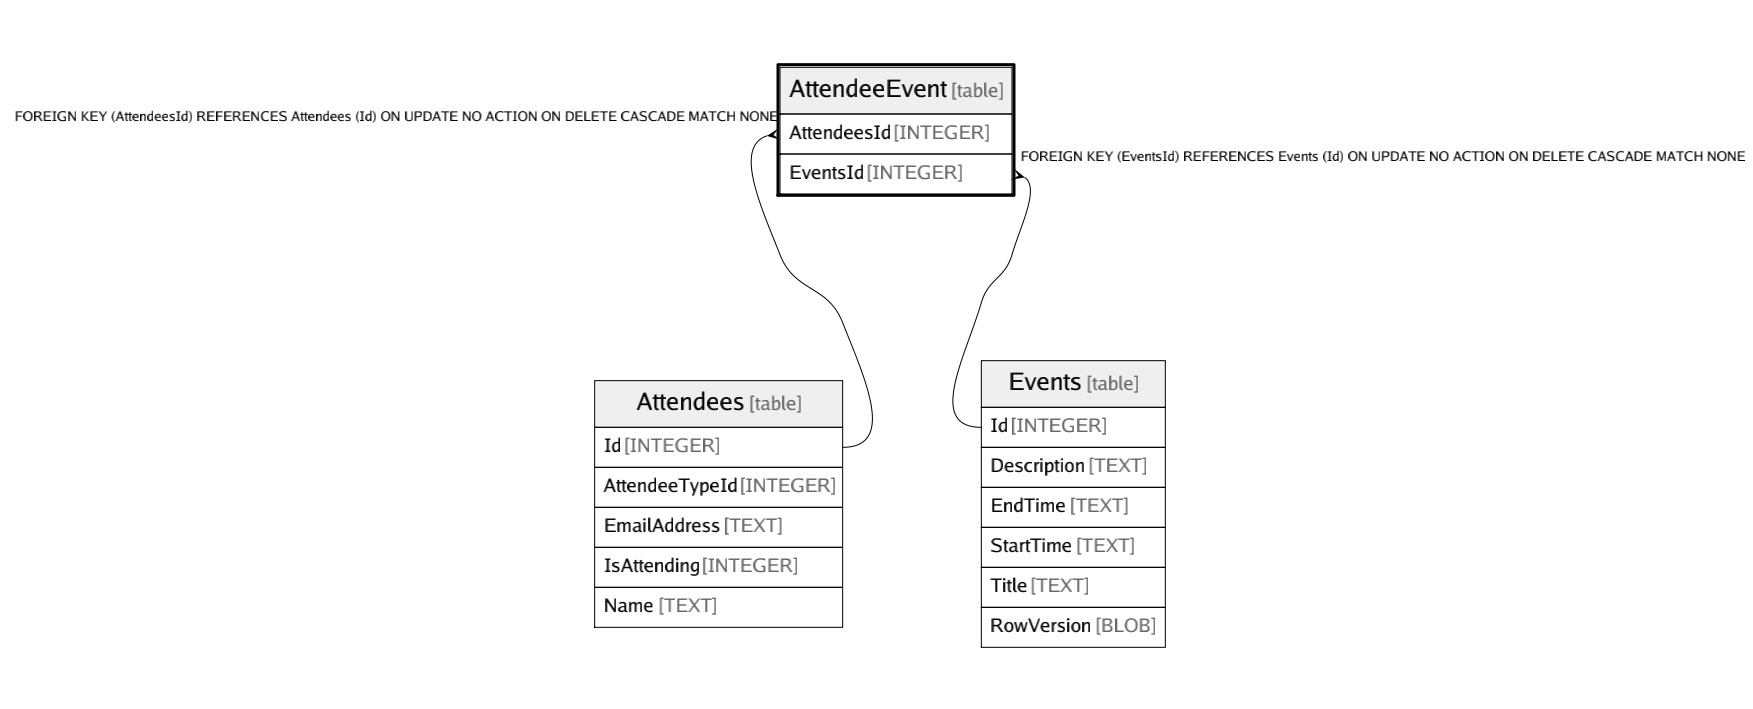 AttendeeEvent [table]
FOREIGN KEY (AttendeesId) REFERENCES Attendees (Id) ON UPDATE NO ACTION ON DELETE CASCADE MATCH NONE
AttendeesId [INTEGER]
FOREIGN KEY (EventsId) REFERENCES Events (Id) ON UPDATE NO ACTION ON DELETE CASCADE MATCH NONE
EventsId [INTEGER]
Attendees [table]
Id [INTEGER]
AttendeeTypeId [INTEGER]
EmailAddress [TEXT]
IsAttending [INTEGER]
Name [TEXT]
Events [table]
Id [INTEGER]
Description [TEXT]
EndTime [TEXT]
StartTime [TEXT]
Title [TEXT]
RowVersion [BLOB]